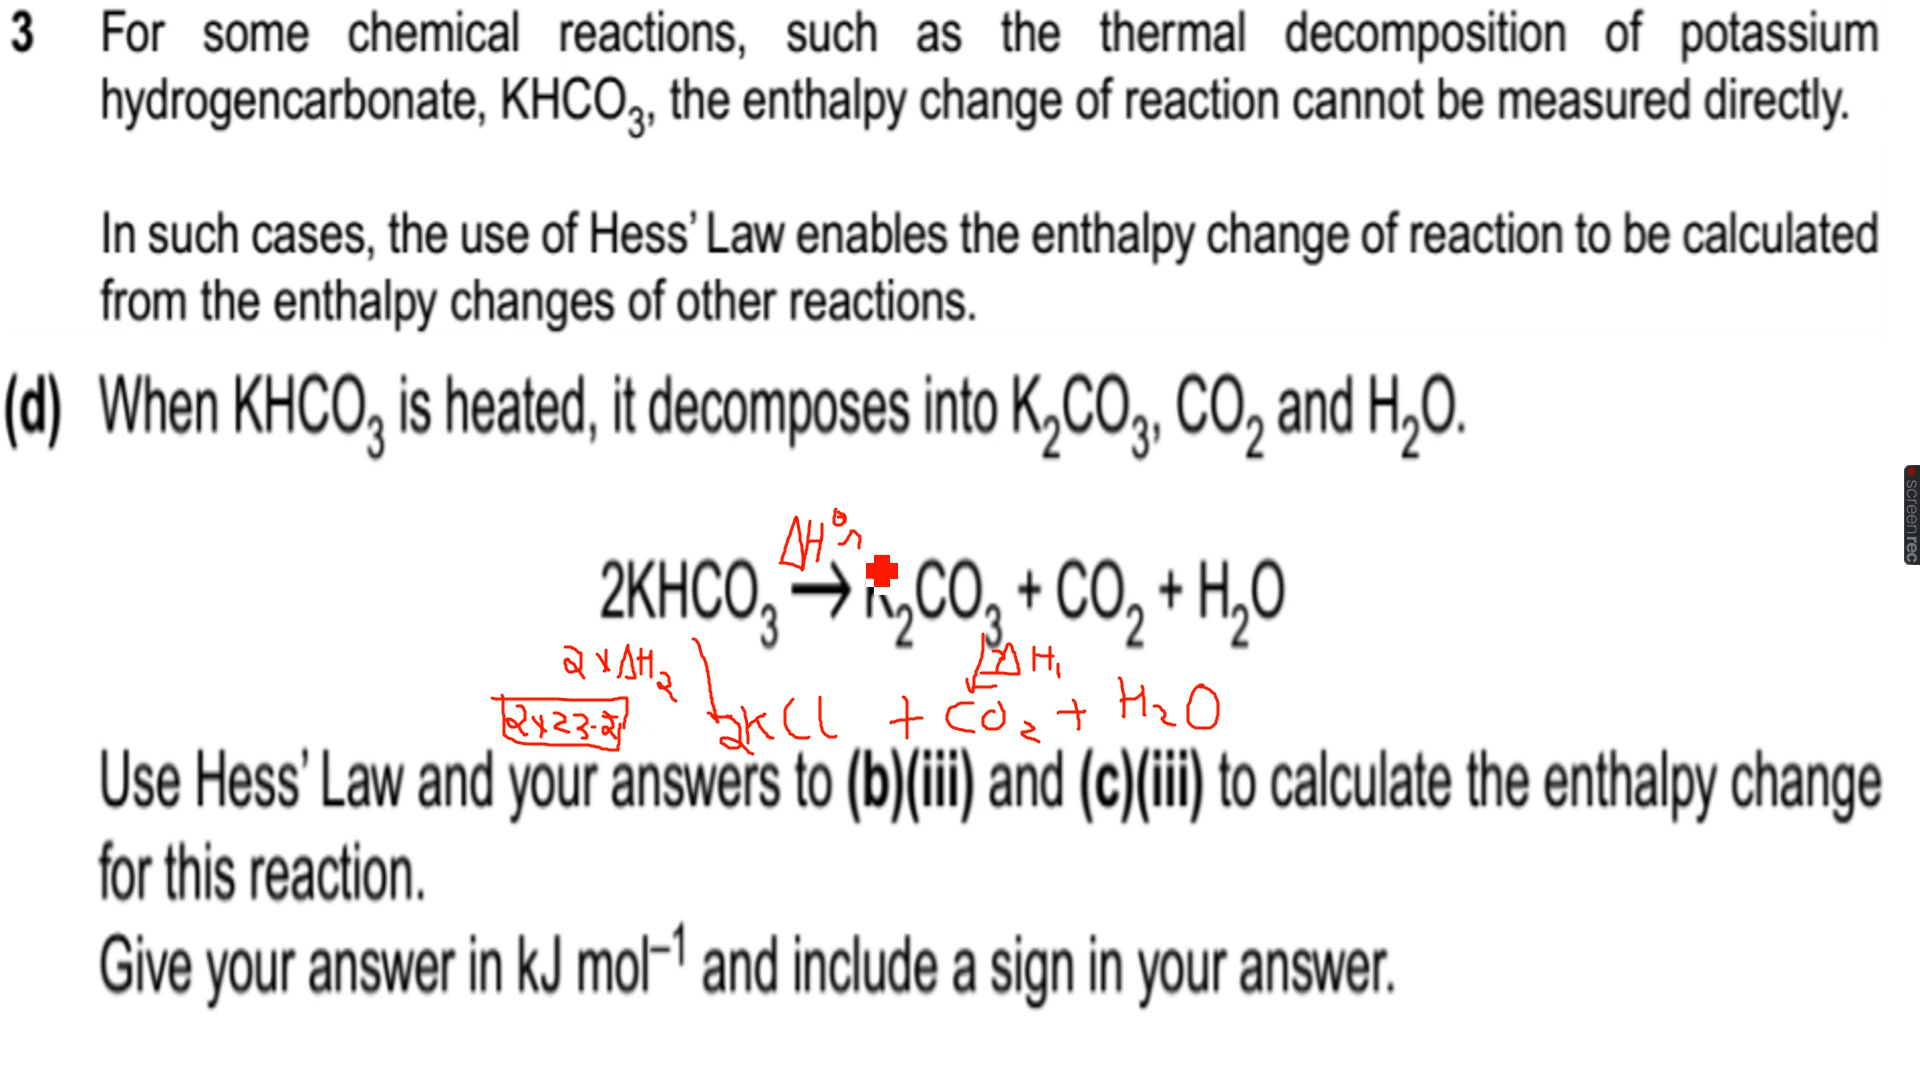 3 For some chemical reactions, such as the thermal decomposition of potassium
hydrogencarbonate, KHCO₃, the enthalpy change of reaction cannot be measured directly.
In such cases, the use of Hess’ Law enables the enthalpy change of reaction to be calculated
from the enthalpy changes of other reactions.
(d) When KHCO₃ is heated, it decomposes into K₂CO₃, CO₂ and H₂O.
ΔH
2KHCO₃ → K₂CO₃ + CO₂ + H₂O
2 × ΔH₂ ΔH₁
2×23.2 2KCl + CO₂ + H₂O
Use Hess’ Law and your answers to (b)(iii) and (c)(iii) to calculate the enthalpy change
for this reaction.
Give your answer in kJ mol⁻¹ and include a sign in your answer.
screenrec